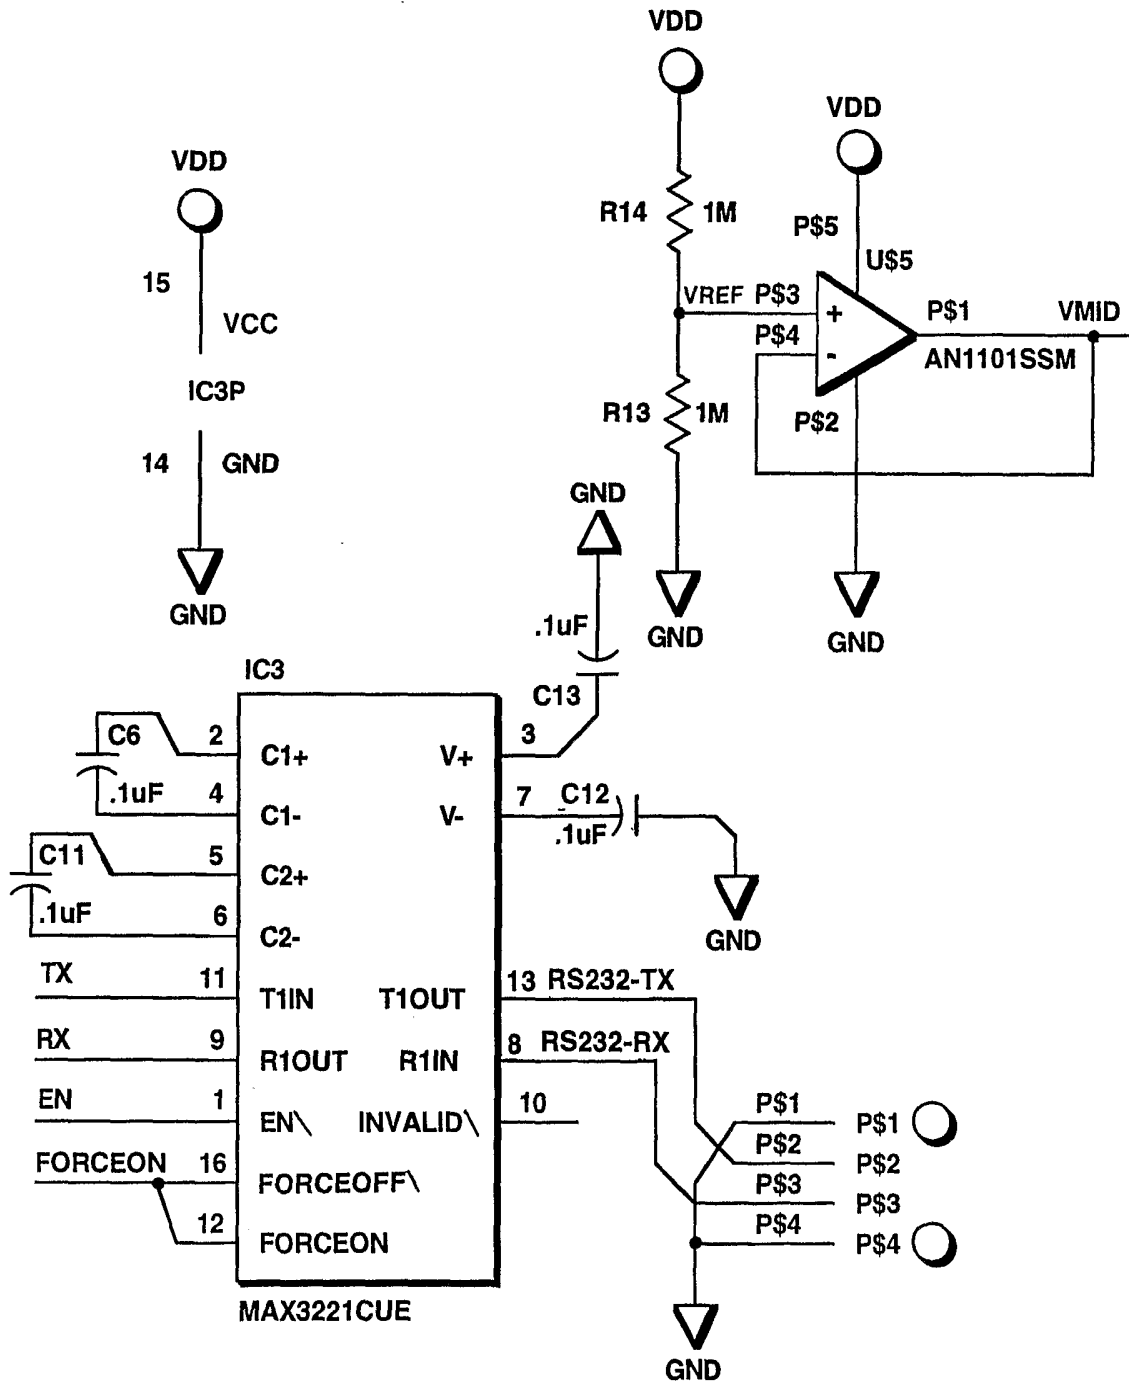 VDD
VDD
VDD
R14 1M
P$5
15
U$5
VREF P$3
P$1
VMID
VCC
+
P$4
-
AN1101SSM
IC3P
R13 1M
P$2
14 GND
GND
GND
GND
GND
.1uF
IC3
C13
C6
2
C1+
V+
3
.1uF
4
C1-
V-
7
C12
.1uF
C11
5
C2+
.1uF
6
C2-
GND
TX
11
T1IN
T1OUT
13 RS232-TX
RX
9
R1OUT
R1IN
8 RS232-RX
EN
1
EN\
INVALID\
10
P$1
P$1
P$2
P$2
FORCEON
16
FORCEOFF\
P$3
P$3
12
FORCEON
P$4
P$4
MAX3221CUE
GND